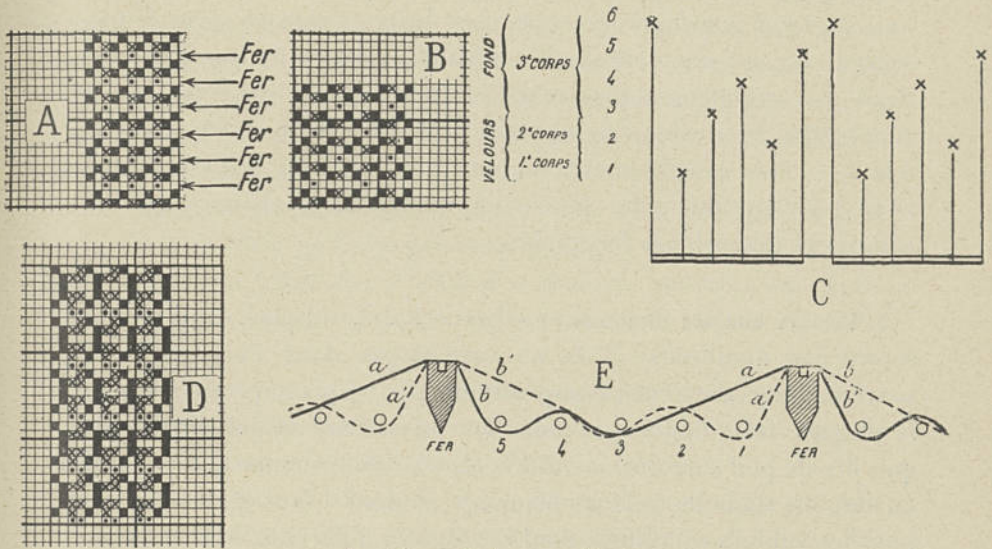 A
Fer
Fer
Fer
Fer
Fer
Fer
B
VELOURS FOND
3e CORPS
2e CORPS
1r CORPS
6
5
4
3
2
1
C
D
E
a b' a b
a' b a' b'
FER 5 4 3 2 1 FER